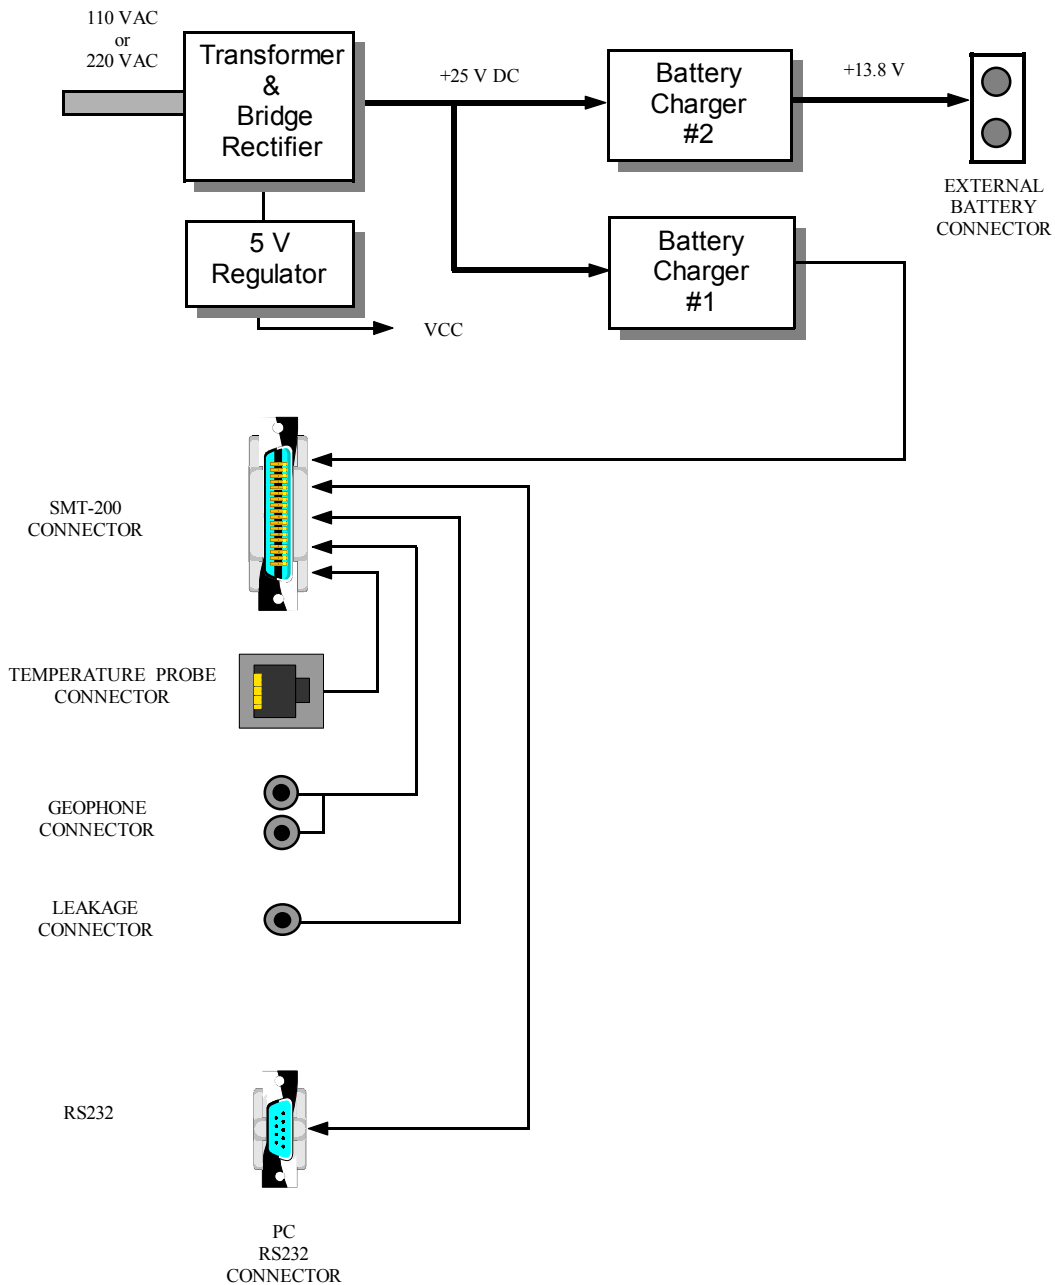 110 VAC
or
220 VAC
Transformer
&
Bridge
Rectifier
+25 V DC
Battery
Charger
#2
+13.8 V
EXTERNAL
BATTERY
CONNECTOR
5 V
Regulator
VCC
Battery
Charger
#1
SMT-200
CONNECTOR
TEMPERATURE PROBE
CONNECTOR
GEOPHONE
CONNECTOR
LEAKAGE
CONNECTOR
RS232
PC
RS232
CONNECTOR